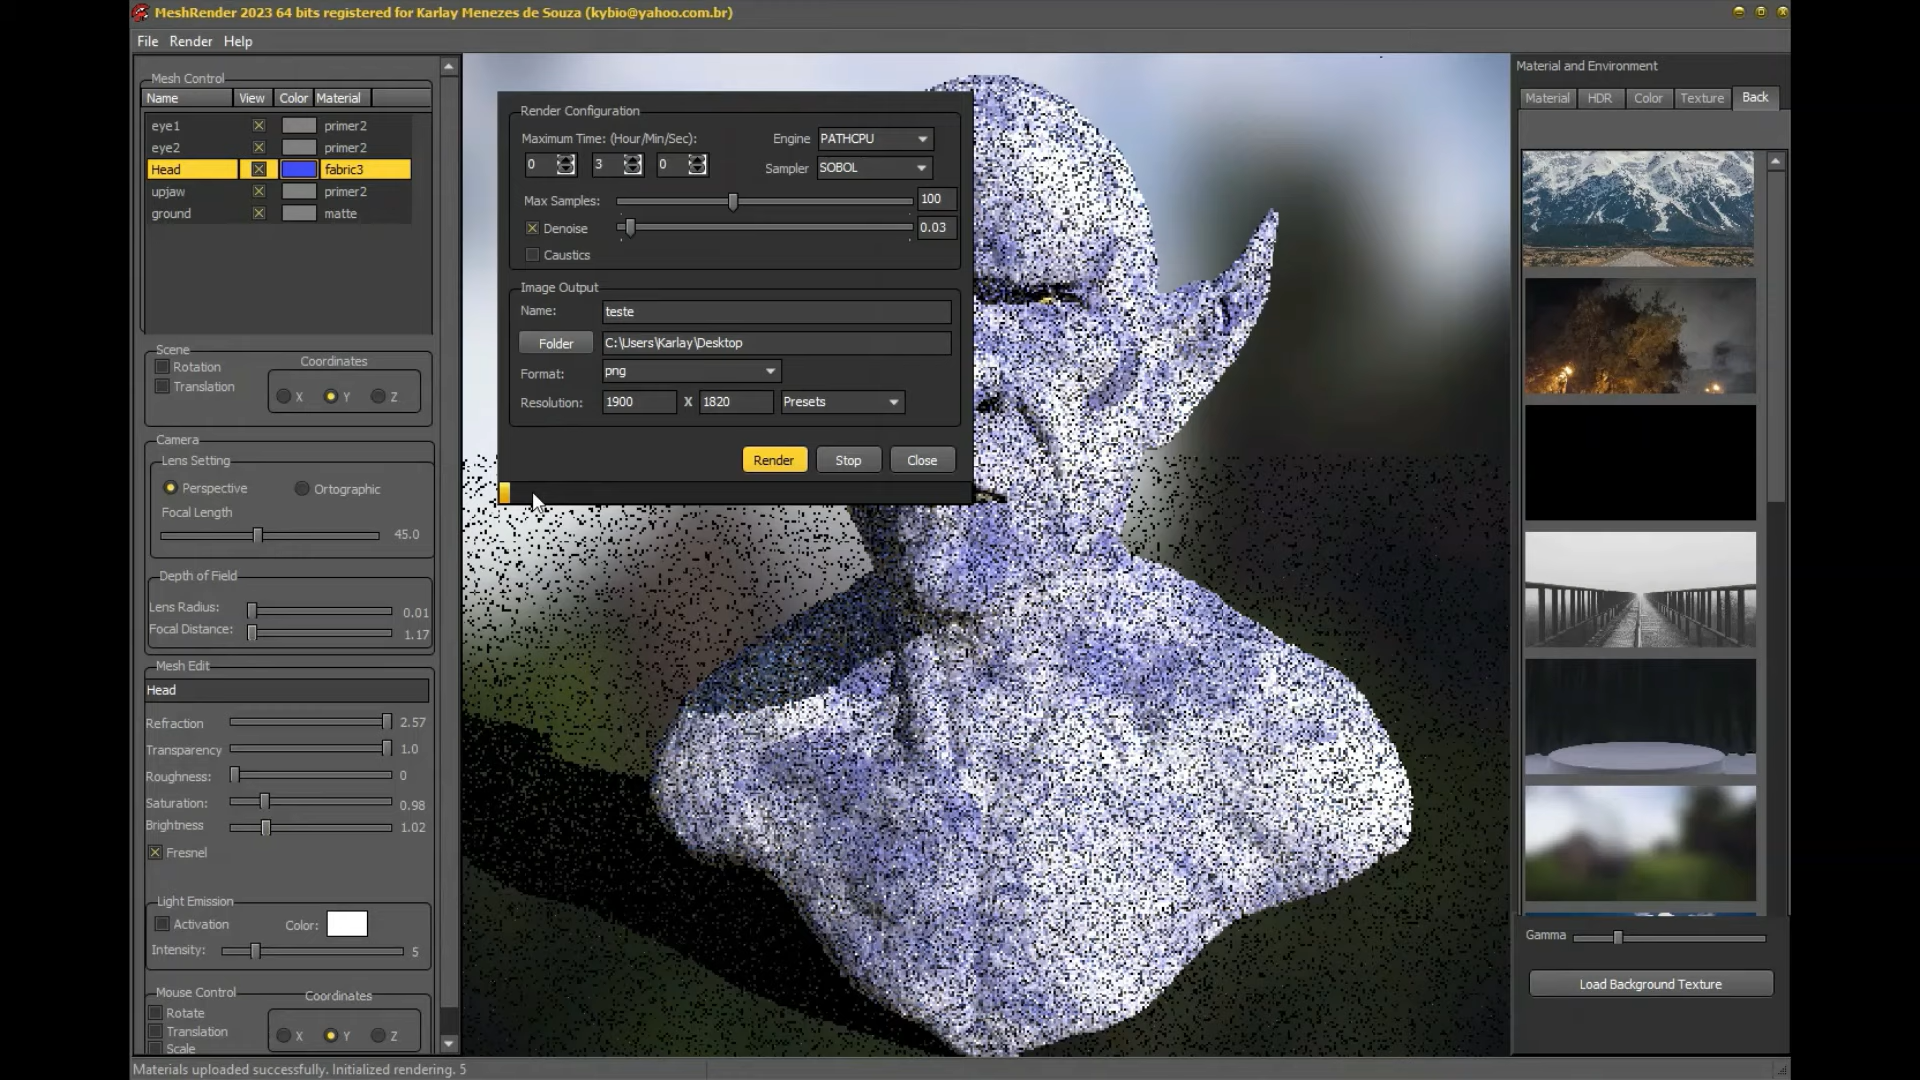 MeshRender 2023 64 bits registered for Karlay Menezes de Souza (kybio@yahoo.com.br)
File Render Help
Mesh Control
Name View Color Material
eye1 primer2
eye2 primer2
Head fabric3
upjaw primer2
ground matte
Scene
Rotation
Translation
Coordinates
X Y Z
Camera
Lens Setting
Perspective Ortographic
Focal Length
45.0
Depth of Field
Lens Radius: 0.01
Focal Distance: 1.17
Mesh Edit
Head
Refraction 2.57
Transparency 1.0
Roughness: 0
Saturation: 0.98
Brightness 1.02
Fresnel
Light Emission
Activation Color:
Intensity: 5
Mouse Control
Rotate
Translation
Scale
Coordinates
X Y Z
Materials uploaded successfully. Initialized rendering. 5
Render Configuration
Maximum Time: (Hour/Min/Sec):
0 3 0
Engine PATHCPU
Sampler SOBOL
Max Samples: 100
Denoise 0.03
Caustics
Image Output
Name: teste
Folder C:\Users\Karlay\Desktop
Format: png
Resolution: 1900 X 1820 Presets
Render Stop Close
Material and Environment
Material HDR Color Texture Back
Gamma
Load Background Texture